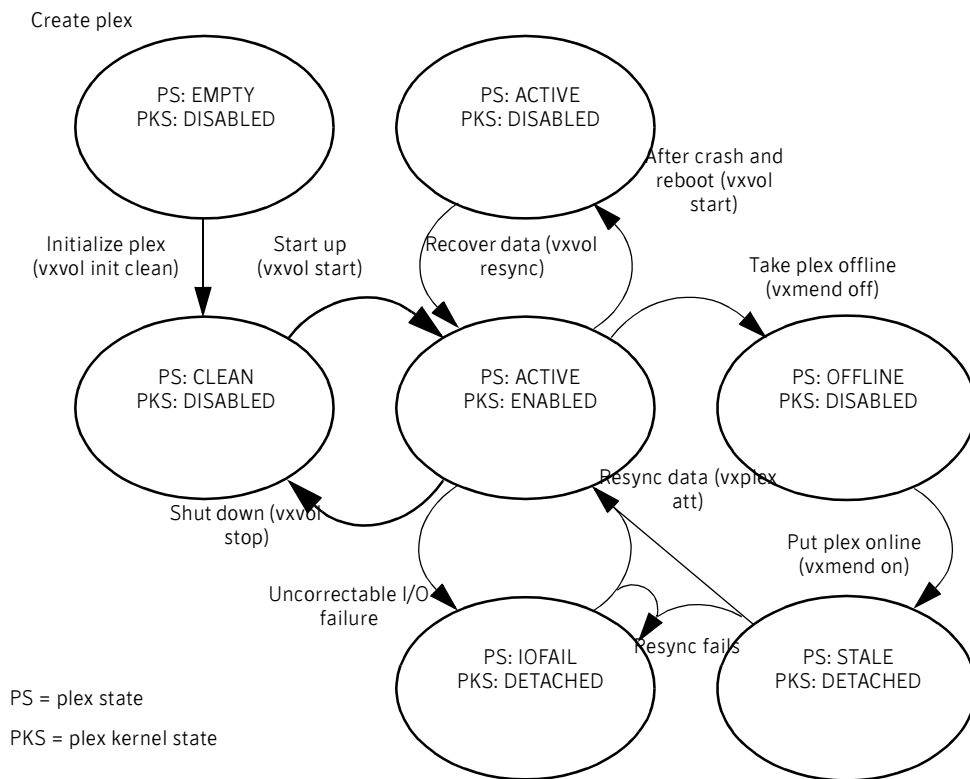 Create plex
PS: EMPTY
PKS: DISABLED
PS: ACTIVE
PKS: DISABLED
After crash and
reboot (vxvol
start)
Initialize plex
(vxvol init clean)
Start up
(vxvol start)
Recover data (vxvol
resync)
Take plex offline
(vxmend off)
PS: CLEAN
PKS: DISABLED
PS: ACTIVE
PKS: ENABLED
PS: OFFLINE
PKS: DISABLED
Resync data (vxplex
att)
Shut down (vxvol
stop)
Put plex online
(vxmend on)
Uncorrectable I/O
failure
Resync fails
PS: IOFAIL
PKS: DETACHED
PS: STALE
PKS: DETACHED
PS = plex state
PKS = plex kernel state